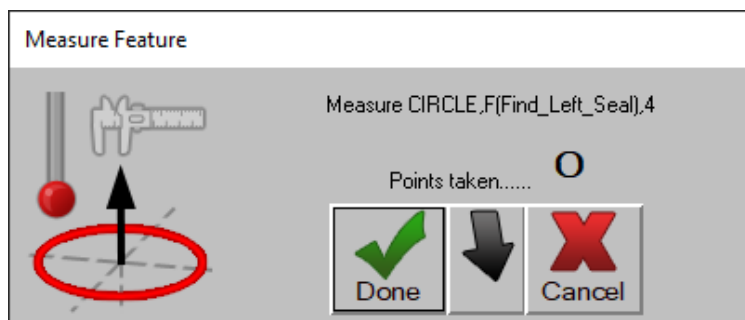 Measure Feature
Measure CIRCLE,F(Find_Left_Seal),4
Points taken...... 0
Done
Cancel